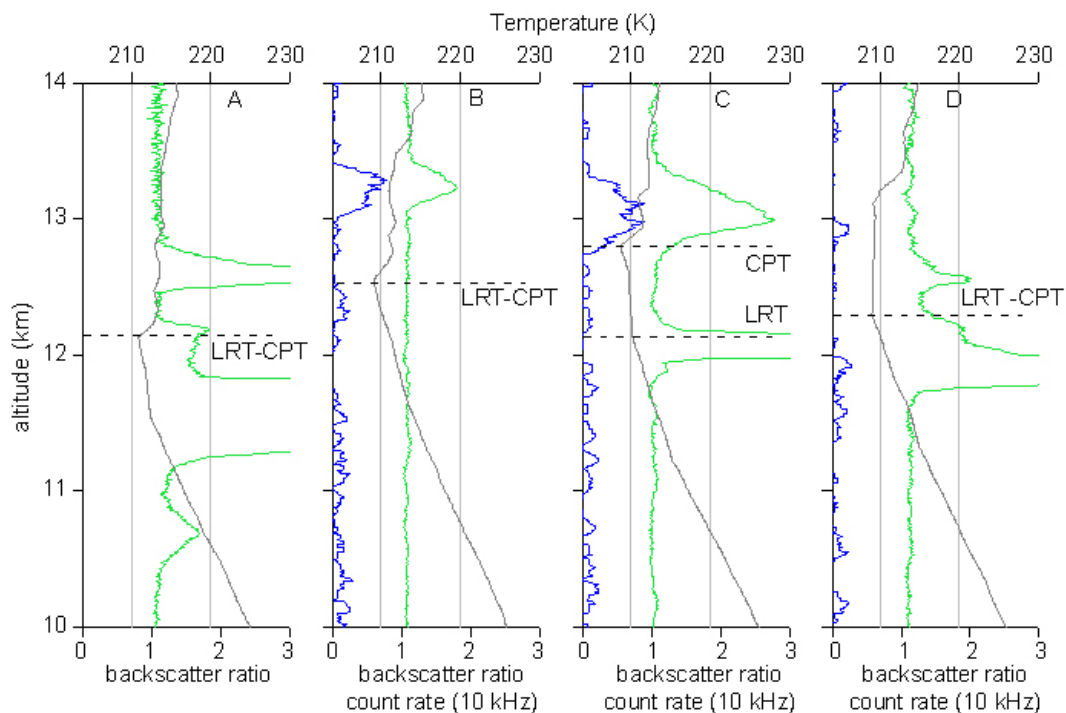 Temperature (K)
210 220 230 210 220 230 210 220 230 210 220 230
14
A
B
C
D
13
CPT
LRT-CPT
LRT -CPT
LRT
LRT-CPT
12
11
10
altitude (km)
0 1 2 3 0 1 2 3 0 1 2 3 0 1 2 3
backscatter ratio
backscatter ratio
count rate (10 kHz)
backscatter ratio
count rate (10 kHz)
backscatter ratio
count rate (10 kHz)